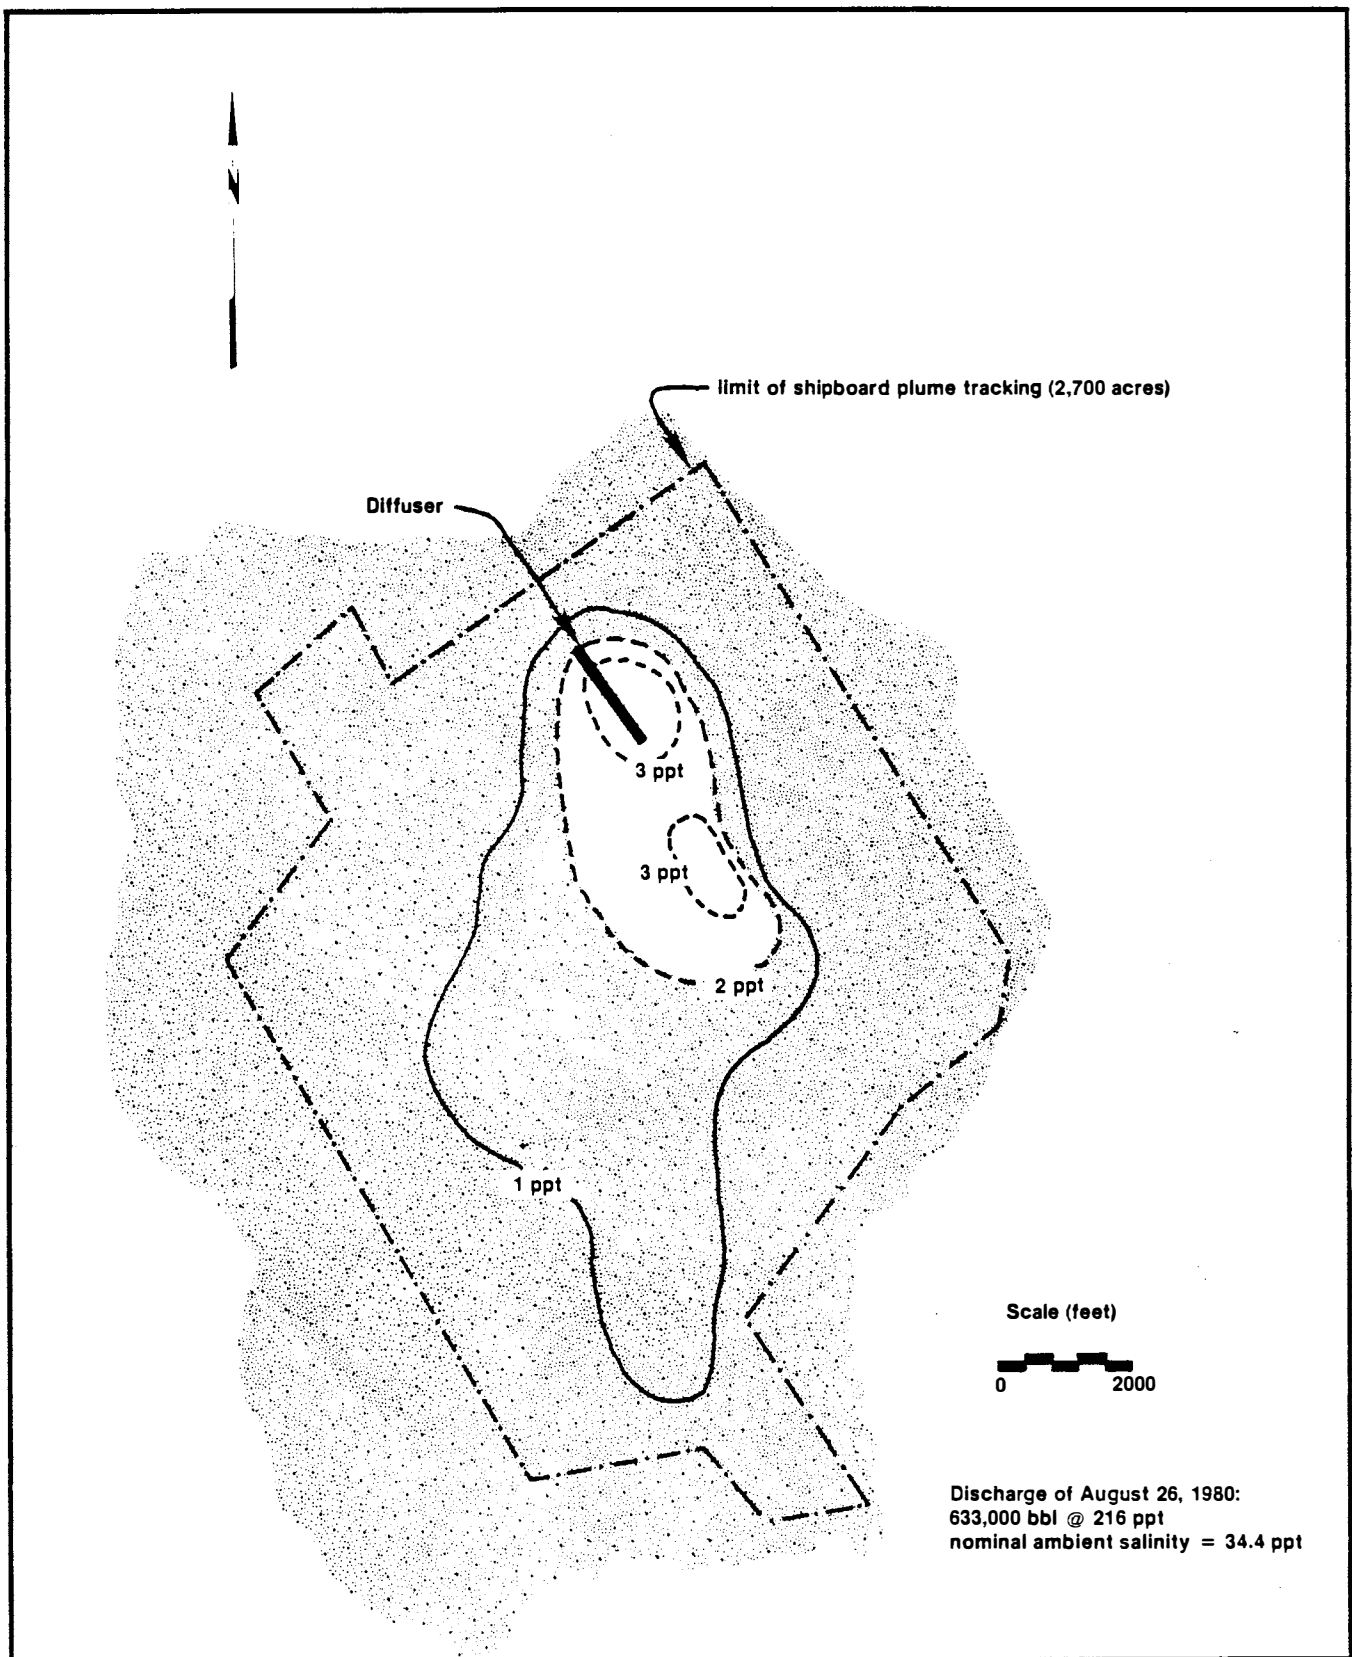 N
limit of shipboard plume tracking (2,700 acres)
Diffuser
3 ppt
3 ppt
2 ppt
1 ppt
Scale (feet)
0 2000
Discharge of August 26, 1980:
633,000 bbl @ 216 ppt
nominal ambient salinity = 34.4 ppt